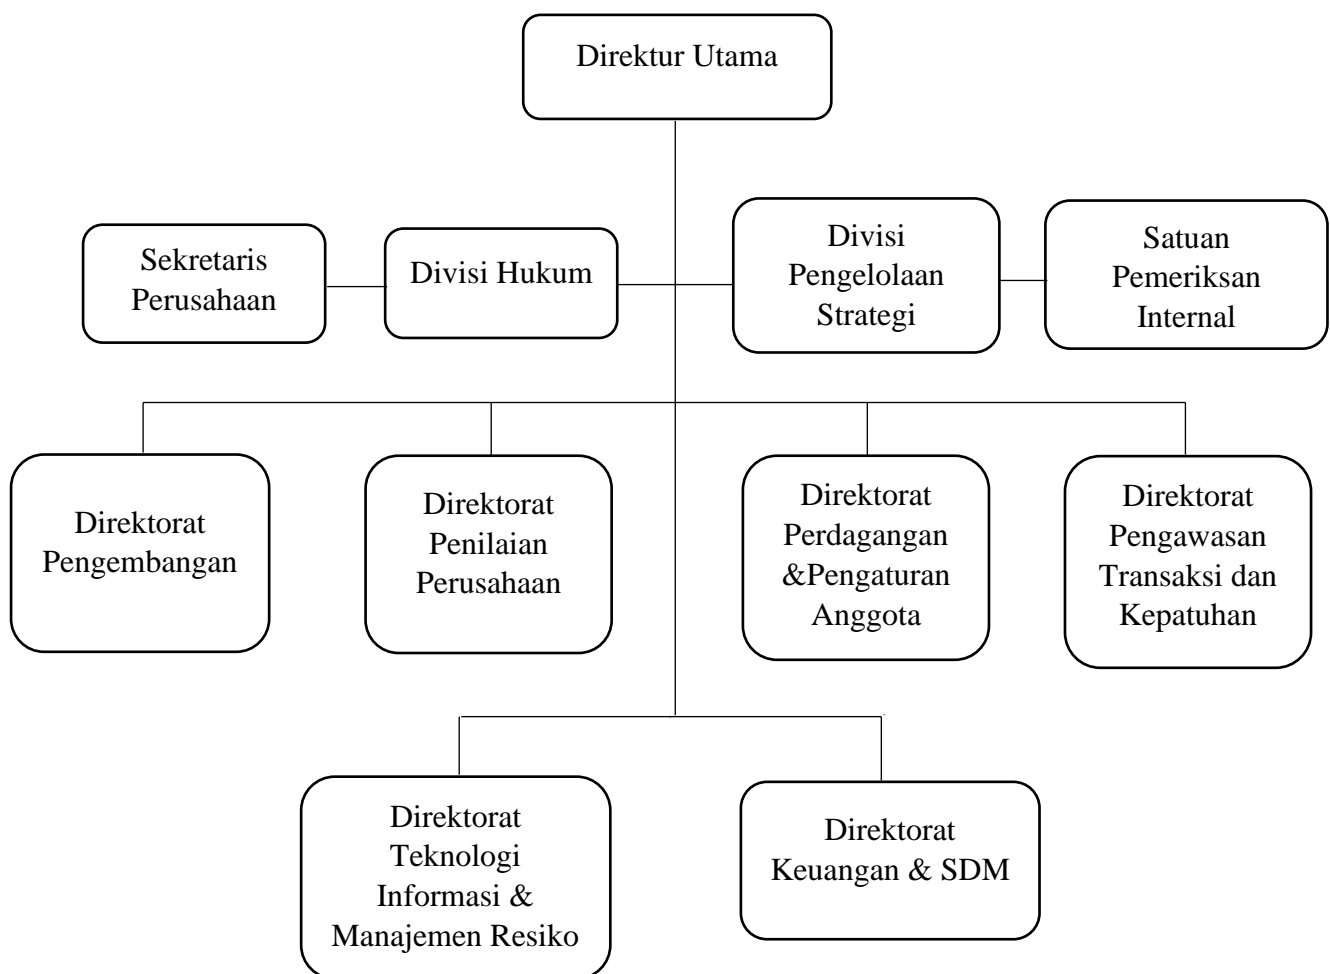 Direktur Utama
Sekretaris
Perusahaan
Divisi Hukum
Divisi
Pengelolaan
Strategi
Satuan
Pemeriksan
Internal
Direktorat
Pengembangan
Direktorat
Penilaian
Perusahaan
Direktorat
Perdagangan
&Pengaturan
Anggota
Direktorat
Pengawasan
Transaksi dan
Kepatuhan
Direktorat
Teknologi
Informasi &
Manajemen Resiko
Direktorat
Keuangan & SDM